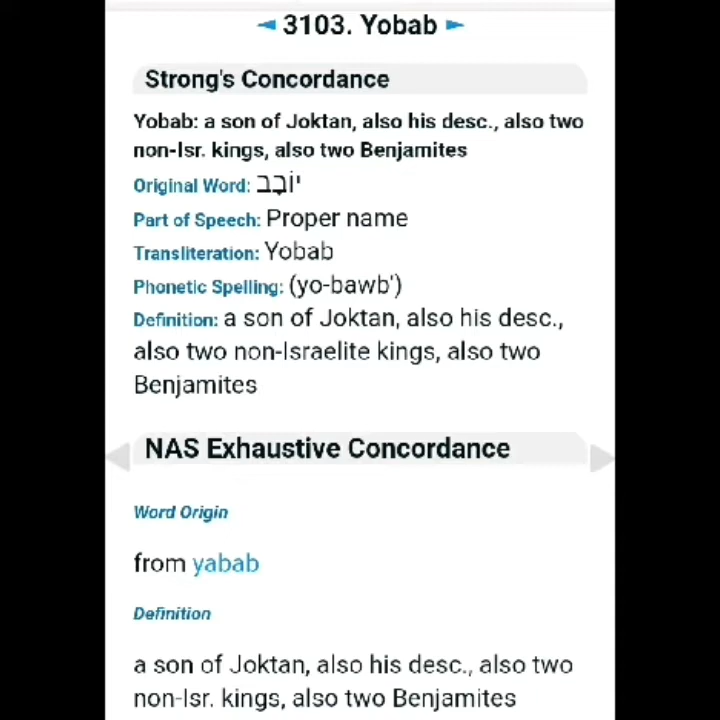 ◄ 3103. Yobab ►
Strong's Concordance
Yobab: a son of Joktan, also his desc., also two
non-Isr. kings, also two Benjamites
Original Word: יוֹבָב
Part of Speech: Proper name
Transliteration: Yobab
Phonetic Spelling: (yo-bawb')
Definition: a son of Joktan, also his desc.,
also two non-Israelite kings, also two
Benjamites
NAS Exhaustive Concordance
Word Origin
from yabab
Definition
a son of Joktan, also his desc., also two
non-Isr. kings, also two Benjamites